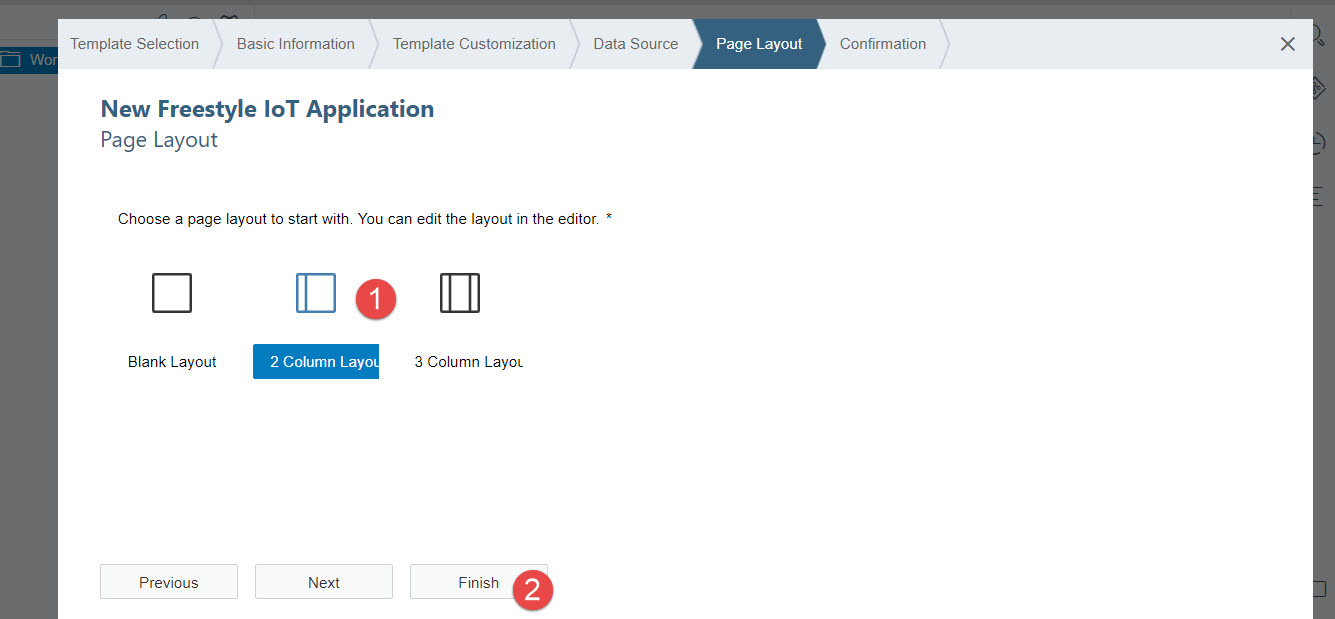 Template Selection
Basic Information
Template Customization
Data Source
Page Layout
Confirmation
Wor
New Freestyle IoT Application
Page Layout
Choose a page layout to start with. You can edit the layout in the editor. *
1
Blank Layout
2 Column Layou
3 Column Layou
Previous
Next
Finish
2